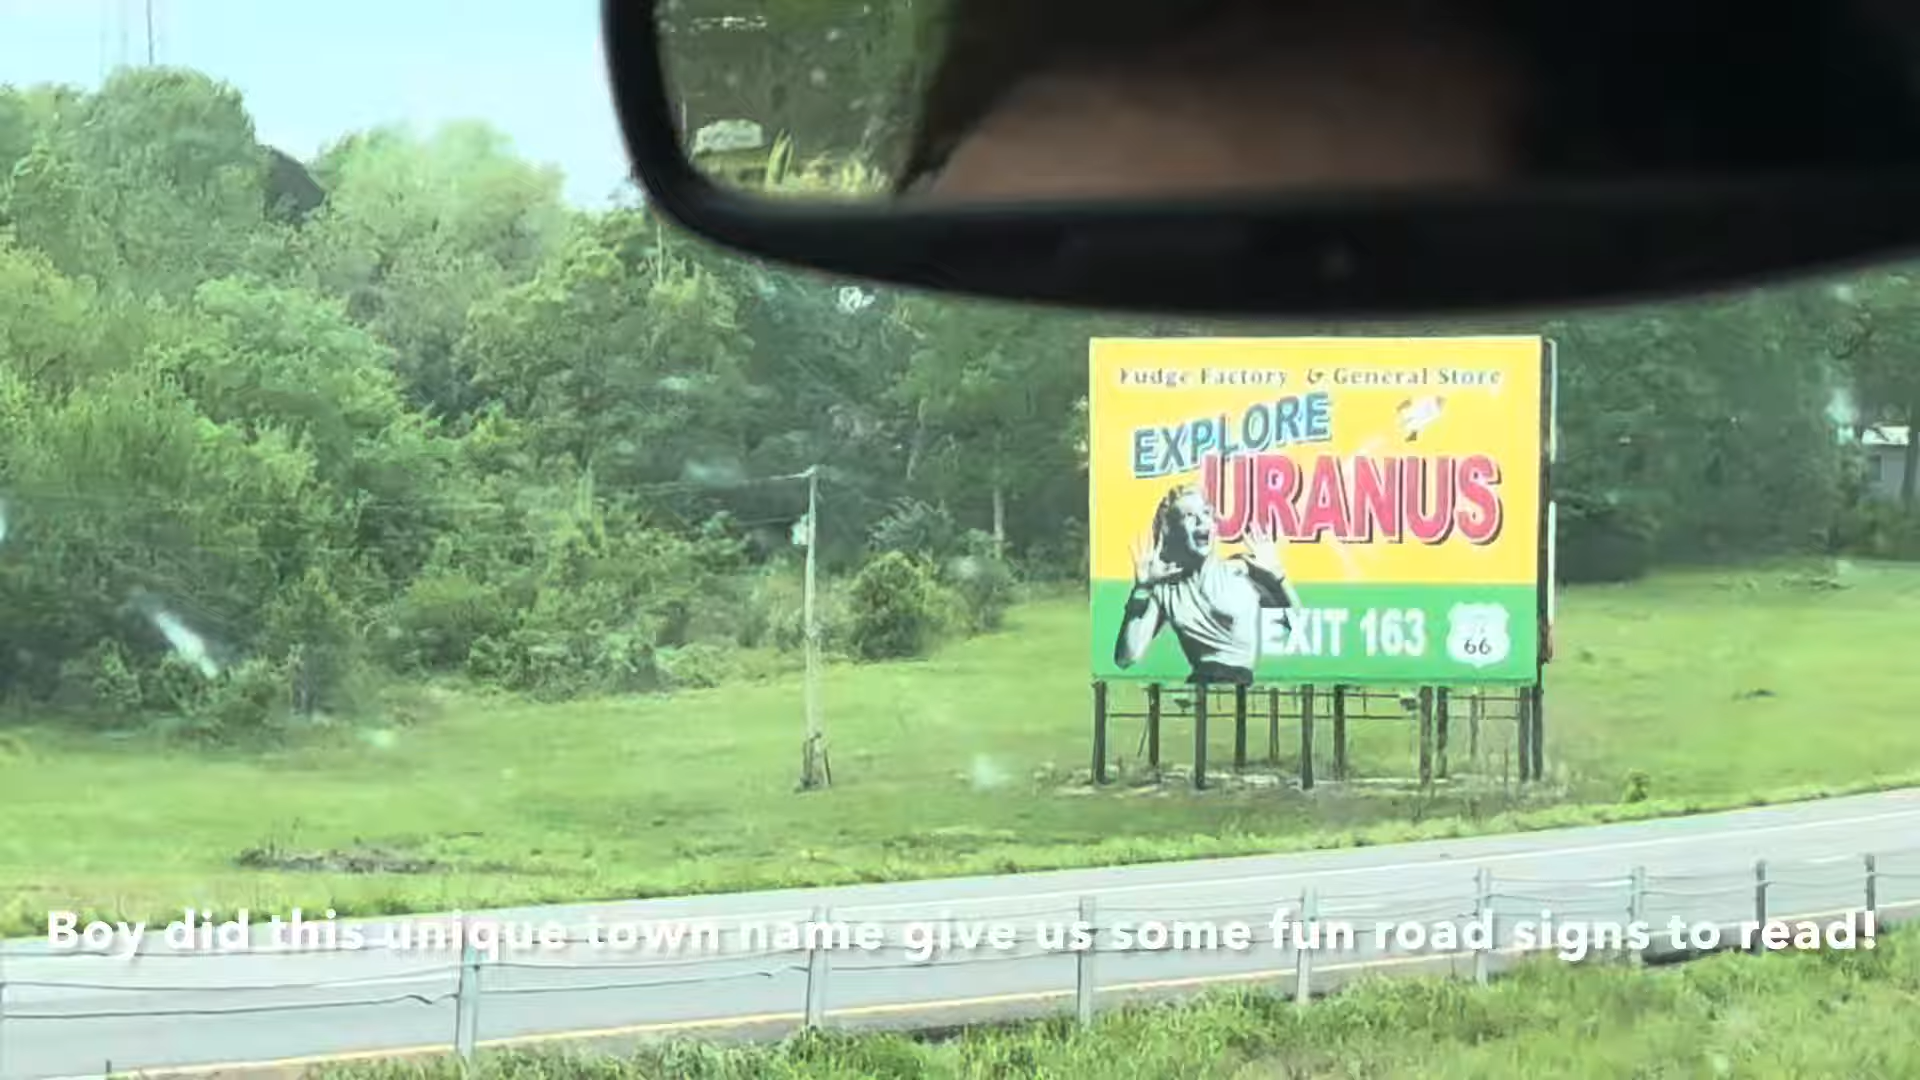 Fudge Factory & General Store
EXPLORE
URANUS
EXIT 163
66
Boy did this unique town name give us some fun road signs to read!